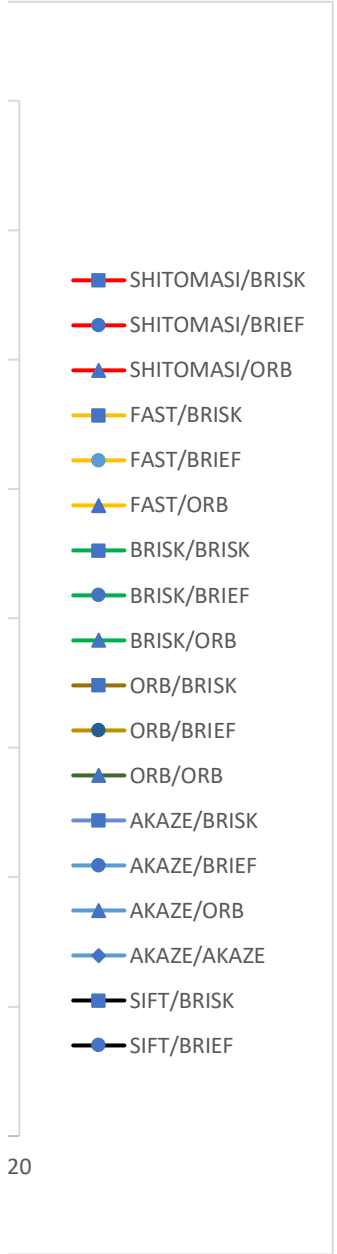 SHITOMASI/BRISK
SHITOMASI/BRIEF
SHITOMASI/ORB
FAST/BRISK
FAST/BRIEF
FAST/ORB
BRISK/BRISK
BRISK/BRIEF
BRISK/ORB
ORB/BRISK
ORB/BRIEF
ORB/ORB
AKAZE/BRISK
AKAZE/BRIEF
AKAZE/ORB
AKAZE/AKAZE
SIFT/BRISK
SIFT/BRIEF
20